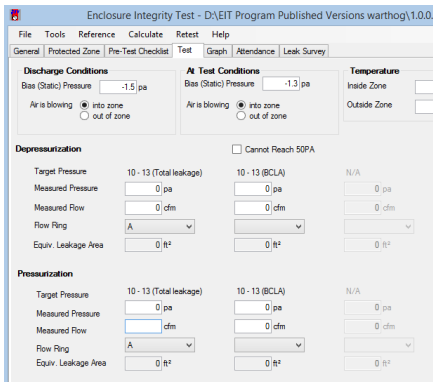 Enclosure Integrity Test - D:\EIT Program Published Versions warthog\1.0.0.
File Tools Reference Calculate Retest Help
General Protected Zone Pre-Test Checklist Test Graph Attendance Leak Survey
Discharge Conditions At Test Conditions Temperature
Bias (Static) Pressure -1.5 pa Bias (Static) Pressure -1.3 pa Inside Zone
Air is blowing into zone Air is blowing into zone Outside Zone
out of zone out of zone
Depressurization Cannot Reach 50PA
Target Pressure 10 - 13 (Total leakage) 10 - 13 (BCLA) N/A
Measured Pressure 0 pa 0 pa 0 pa
Measured Flow 0 cfm 0 cfm 0 cfm
Flow Ring A
Equiv. Leakage Area 0 ft² 0 ft² 0 ft²
Pressurization
Target Pressure 10 - 13 (Total leakage) 10 - 13 (BCLA) N/A
Measured Pressure 0 pa 0 pa 0 pa
Measured Flow cfm 0 cfm 0 cfm
Flow Ring A
Equiv. Leakage Area 0 ft² 0 ft² 0 ft²